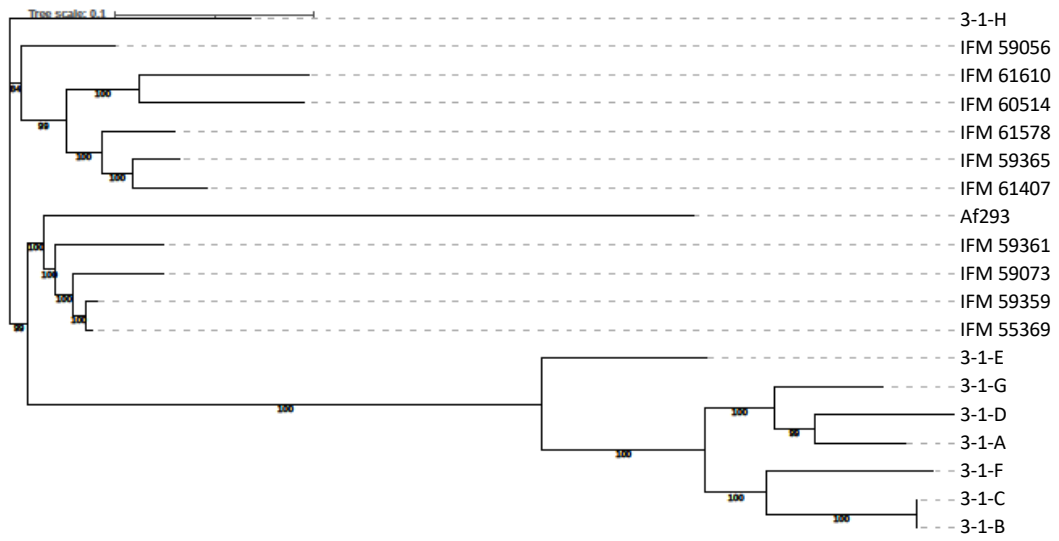 Tree scale: 0.1
3-1-H
IFM 59056
84
IFM 61610
100
IFM 60514
99
IFM 61578
100
IFM 59365
100
IFM 61407
Af293
100
IFM 59361
100
IFM 59073
100
IFM 59359
100
IFM 55369
99
3-1-E
100
3-1-G
100
3-1-D
99
3-1-A
100
3-1-F
100
3-1-C
100
3-1-B